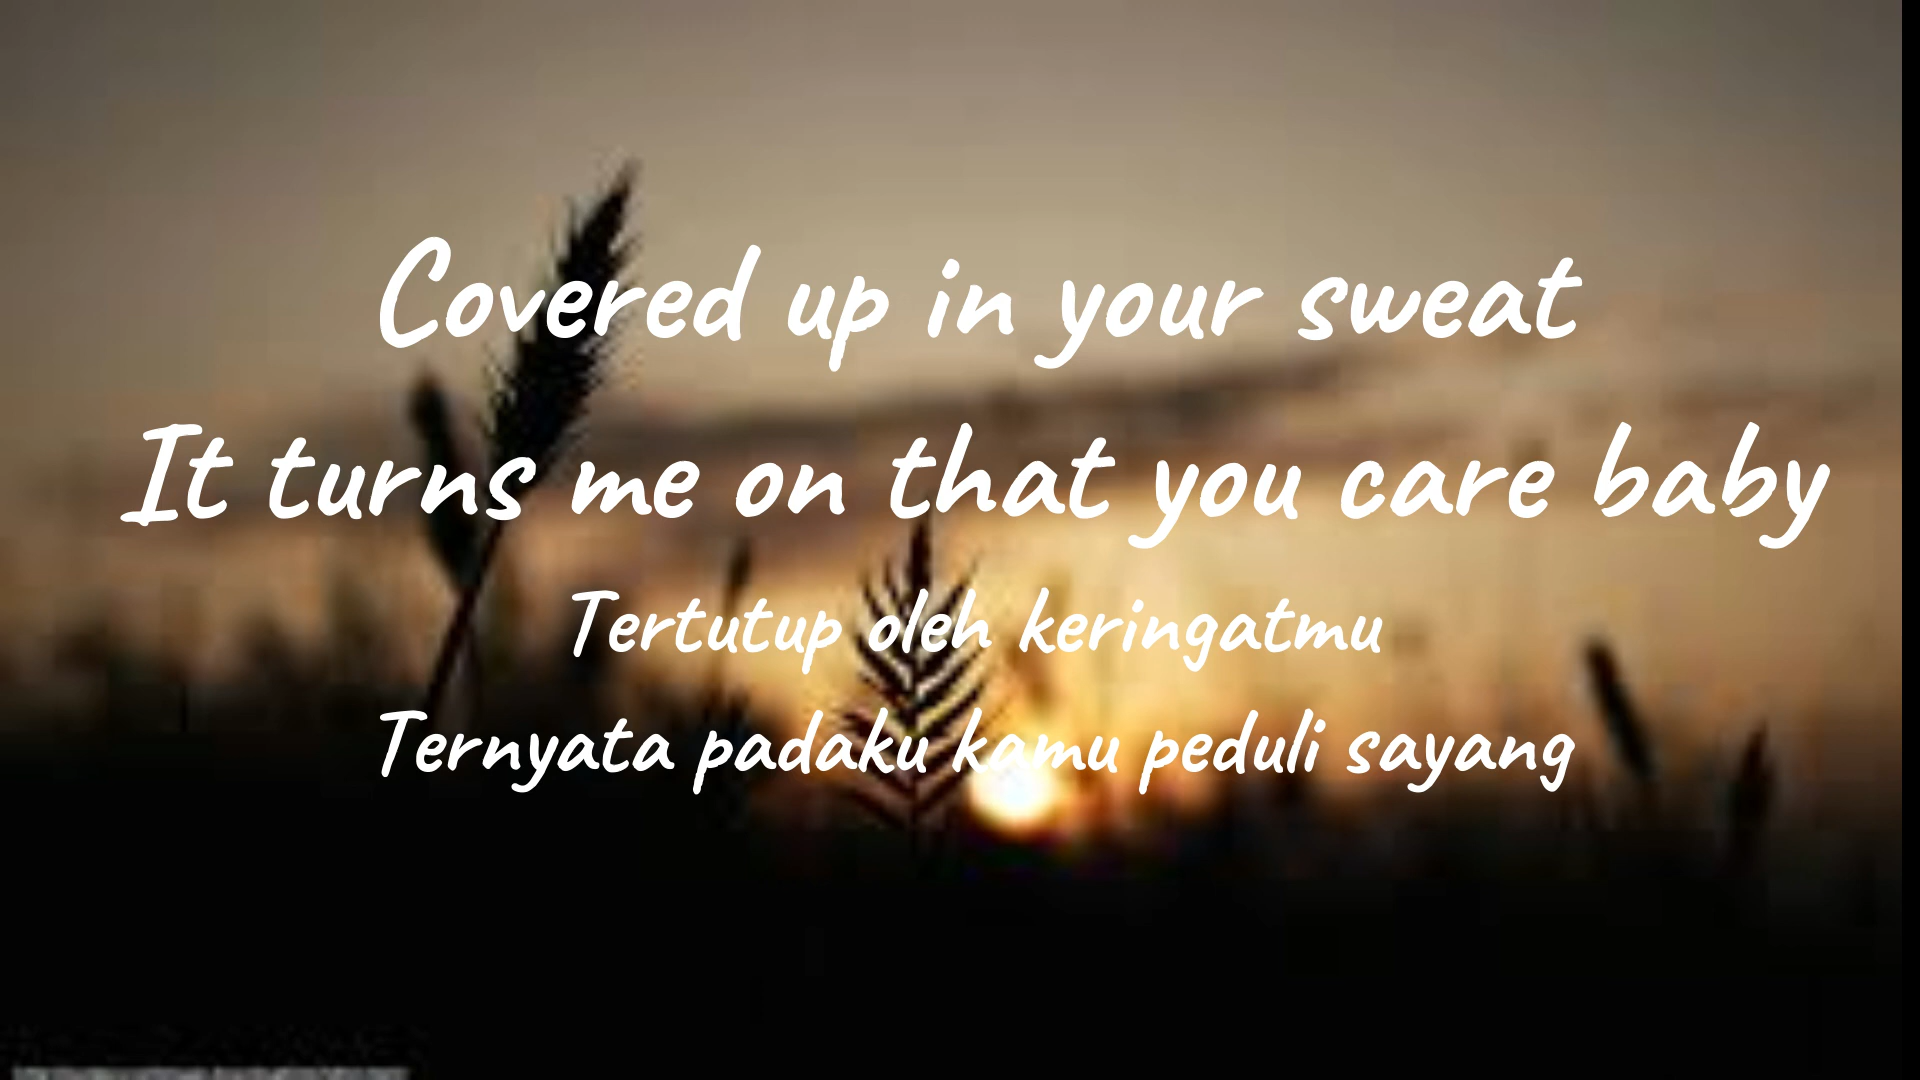 Covered up in your sweat
It turns me on that you care baby
Tertutup oleh keringatmu
Ternyata padaku kamu peduli sayang